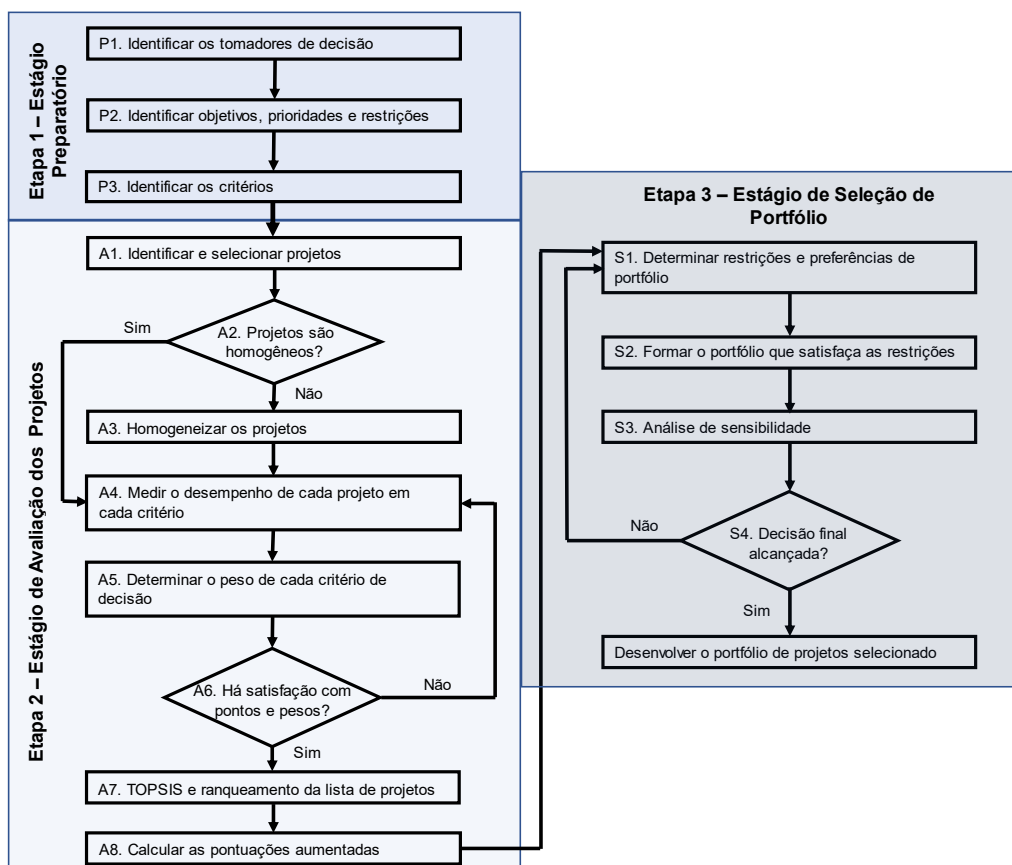 Etapa 1 – Estágio
Preparatório
P1. Identificar os tomadores de decisão
P2. Identificar objetivos, prioridades e restrições
P3. Identificar os critérios
Etapa 2 – Estágio de Avaliação dos Projetos
A1. Identificar e selecionar projetos
A2. Projetos são
homogêneos?
Sim
Não
A3. Homogeneizar os projetos
A4. Medir o desempenho de cada projeto em
cada critério
A5. Determinar o peso de cada critério de
decisão
A6. Há satisfação com
pontos e pesos?
Não
Sim
A7. TOPSIS e ranqueamento da lista de projetos
A8. Calcular as pontuações aumentadas
Etapa 3 – Estágio de Seleção de
Portfólio
S1. Determinar restrições e preferências de
portfólio
S2. Formar o portfólio que satisfaça as restrições
S3. Análise de sensibilidade
S4. Decisão final
alcançada?
Não
Sim
Desenvolver o portfólio de projetos selecionado